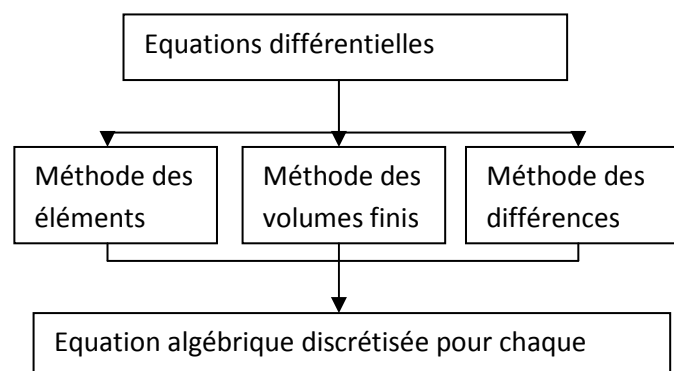 Equations différentielles
Méthode des
éléments
Méthode des
volumes finis
Méthode des
différences
Equation algébrique discrétisée pour chaque